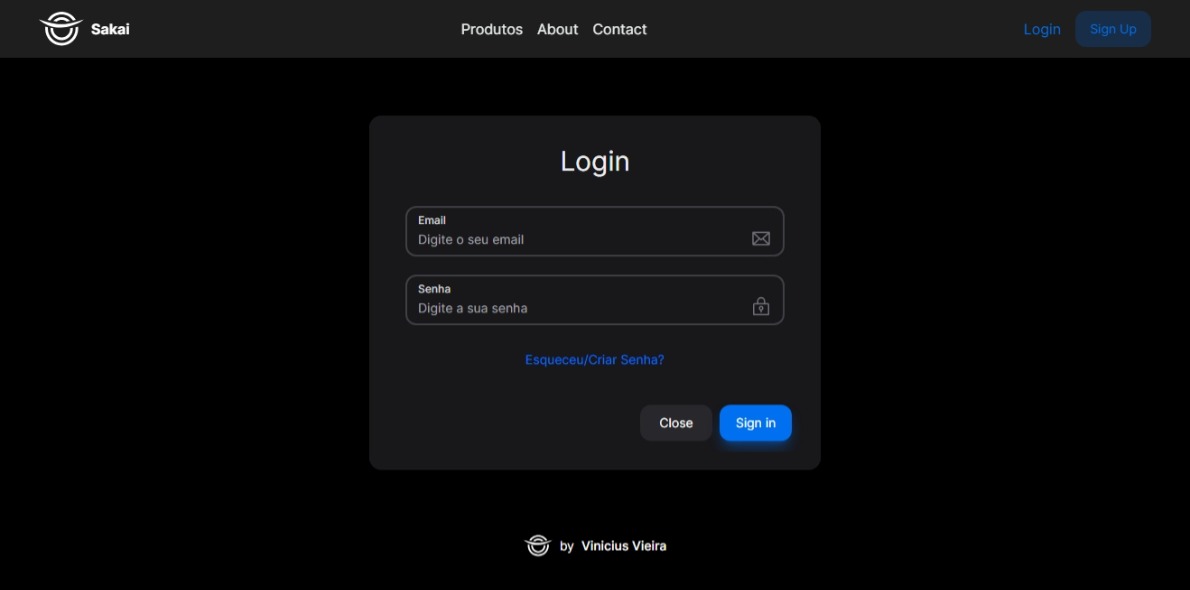 Sakai Produtos About Contact Login Sign Up
Login
Email
Digite o seu email
Senha
Digite a sua senha
Esqueceu/Criar Senha?
Close Sign in
by Vinicius Vieira